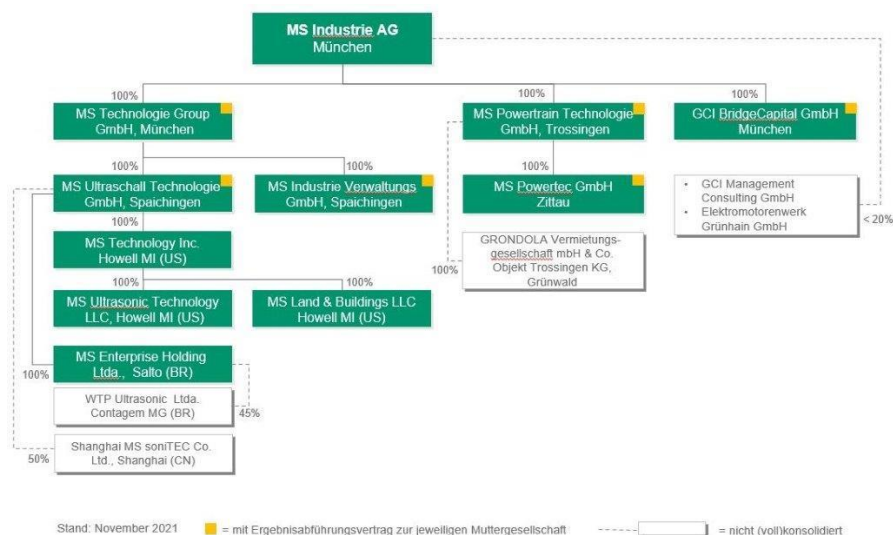 MS Industrie AG
München
100%
100%
100%
MS Technologie Group
GmbH, München
MS Powertrain Technologie
GmbH, Trossingen
GCI BridgeCapital GmbH
München
100%
100%
100%
MS Ultraschall Technologie
GmbH, Spaichingen
MS Industrie Verwaltungs
GmbH, Spaichingen
MS Powertec GmbH
Zittau
• GCI Management
Consulting GmbH
• Elektromotorenwerk
Grünhain GmbH
< 20%
100%
MS Technology Inc.
Howell MI (US)
GRONDOLA Vermietungs-
gesellschaft mbH & Co.
Objekt Trossingen KG,
Grünwald
100%
100%
100%
MS Ultrasonic Technology
LLC, Howell MI (US)
MS Land & Buildings LLC
Howell MI (US)
MS Enterprise Holding
Ltda., Salto (BR)
100%
WTP Ultrasonic Ltda.
Contagem MG (BR)
45%
Shanghai MS soniTEC Co.
Ltd., Shanghai (CN)
50%
Stand: November 2021
= mit Ergebnisabführungsvertrag zur jeweiligen Muttergesellschaft
= nicht (voll)konsolidiert